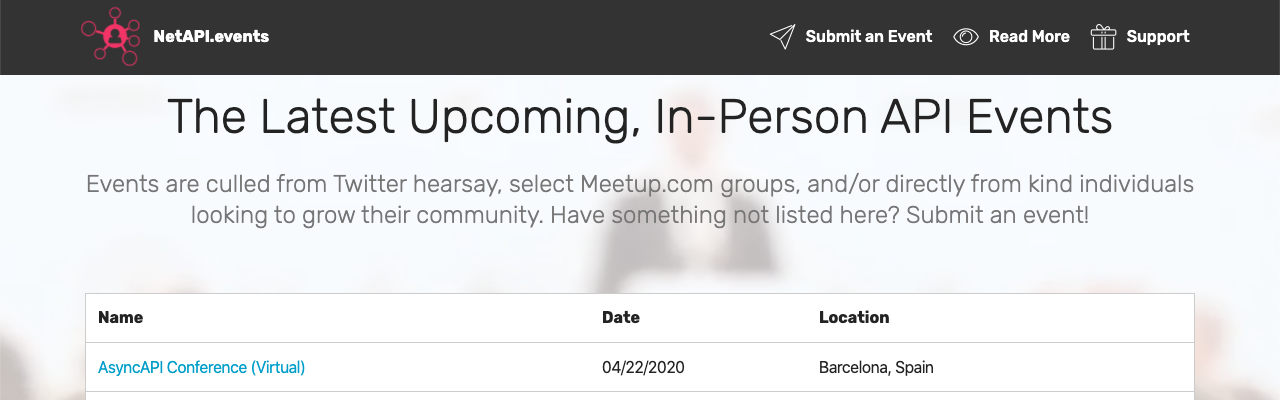 NetAPI.events
Submit an Event
Read More
Support
The Latest Upcoming, In-Person API Events
Events are culled from Twitter hearsay, select Meetup.com groups, and/or directly from kind individuals
looking to grow their community. Have something not listed here? Submit an event!
Name Date Location
AsyncAPI Conference (Virtual) 04/22/2020 Barcelona, Spain